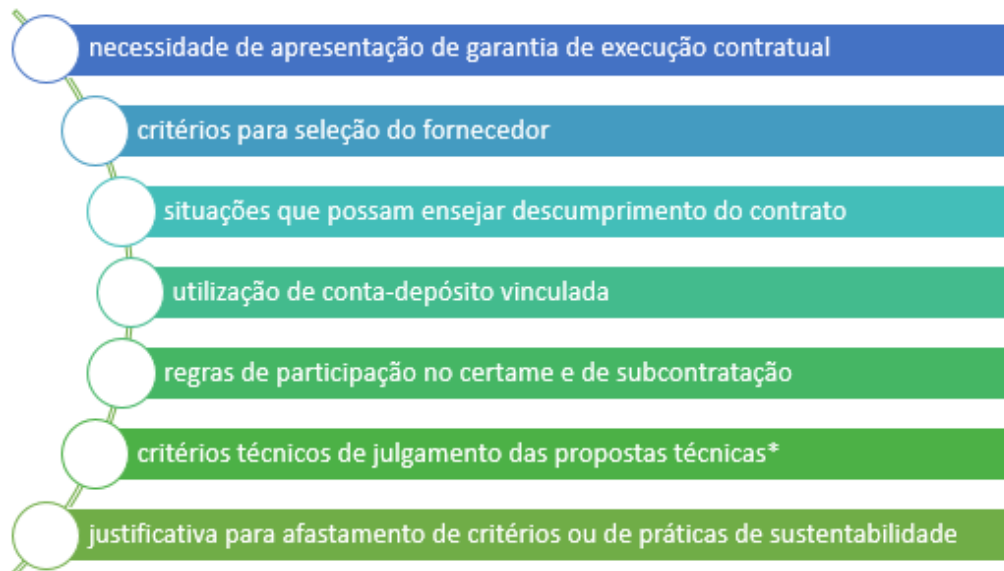 necessidade de apresentação de garantia de execução contratual
critérios para seleção do fornecedor
situações que possam ensejar descumprimento do contrato
utilização de conta-depósito vinculada
regras de participação no certame e de subcontratação
critérios técnicos de julgamento das propostas técnicas*
justificativa para afastamento de critérios ou de práticas de sustentabilidade